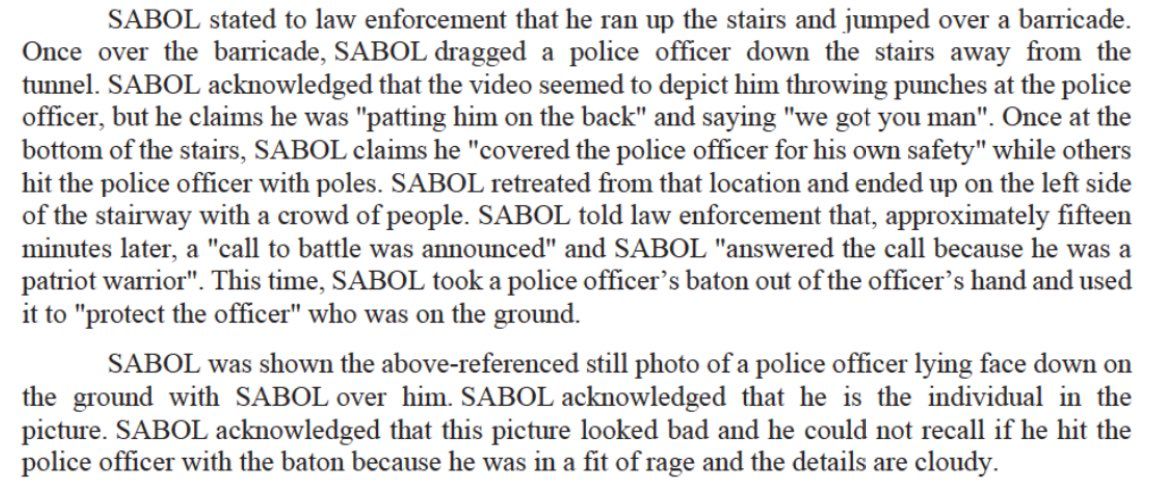 SABOL stated to law enforcement that he ran up the stairs and jumped over a barricade.
Once over the barricade, SABOL dragged a police officer down the stairs away from the
tunnel. SABOL acknowledged that the video seemed to depict him throwing punches at the police
officer, but he claims he was "patting him on the back" and saying "we got you man". Once at the
bottom of the stairs, SABOL claims he "covered the police officer for his own safety" while others
hit the police officer with poles. SABOL retreated from that location and ended up on the left side
of the stairway with a crowd of people. SABOL told law enforcement that, approximately fifteen
minutes later, a "call to battle was announced" and SABOL "answered the call because he was a
patriot warrior". This time, SABOL took a police officer’s baton out of the officer’s hand and used
it to "protect the officer" who was on the ground.
SABOL was shown the above-referenced still photo of a police officer lying face down on
the ground with SABOL over him. SABOL acknowledged that he is the individual in the
picture. SABOL acknowledged that this picture looked bad and he could not recall if he hit the
police officer with the baton because he was in a fit of rage and the details are cloudy.